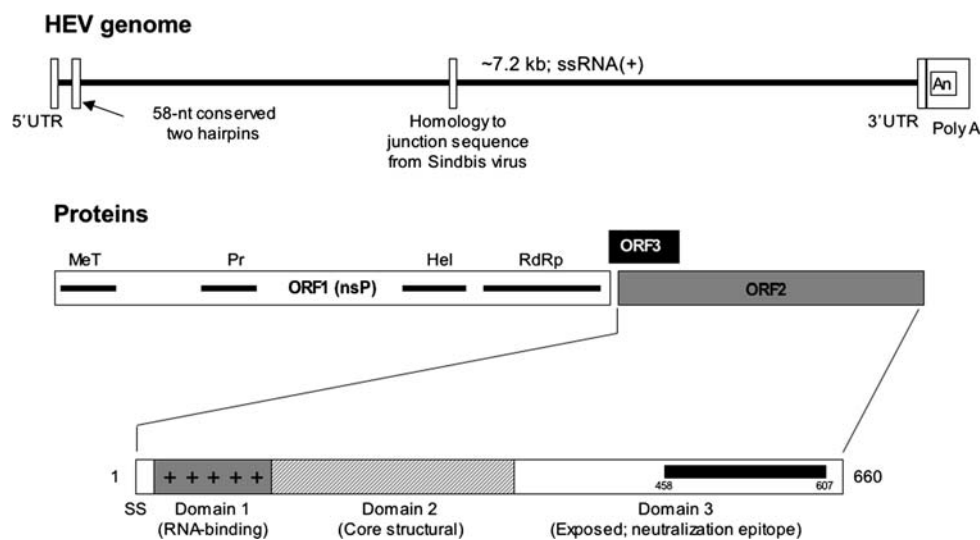 HEV genome
~7.2 kb; ssRNA(+)
An
5'UTR
58-nt conserved
two hairpins
Homology to
junction sequence
from Sindbis virus
3'UTR
Poly A
Proteins
ORF3
MeT
Pr
Hel
RdRp
ORF1 (nsP)
ORF2
1
+ + + + +
458
607
660
SS
Domain 1
(RNA-binding)
Domain 2
(Core structural)
Domain 3
(Exposed; neutralization epitope)